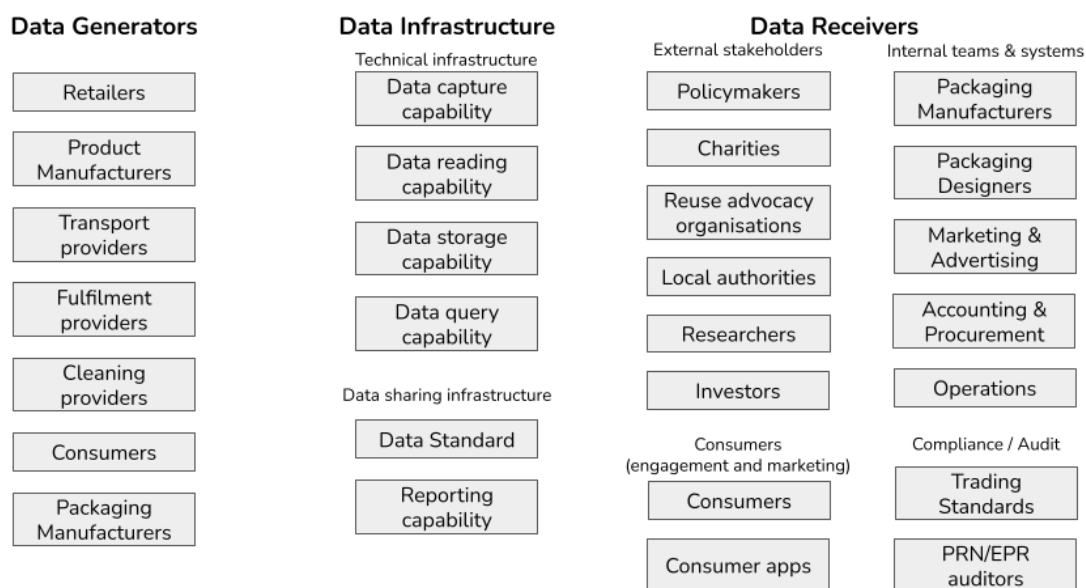 Data Generators
Retailers
Product
Manufacturers
Transport
providers
Fulfilment
providers
Cleaning
providers
Consumers
Packaging
Manufacturers
Data Infrastructure
Technical infrastructure
Data capture
capability
Data reading
capability
Data storage
capability
Data query
capability
Data sharing infrastructure
Data Standard
Reporting
capability
Data Receivers
External stakeholders
Policymakers
Charities
Reuse advocacy
organisations
Local authorities
Researchers
Investors
Consumers
(engagement and marketing)
Consumers
Consumer apps
Internal teams & systems
Packaging
Manufacturers
Packaging
Designers
Marketing &
Advertising
Accounting &
Procurement
Operations
Compliance / Audit
Trading
Standards
PRN/EPR
auditors